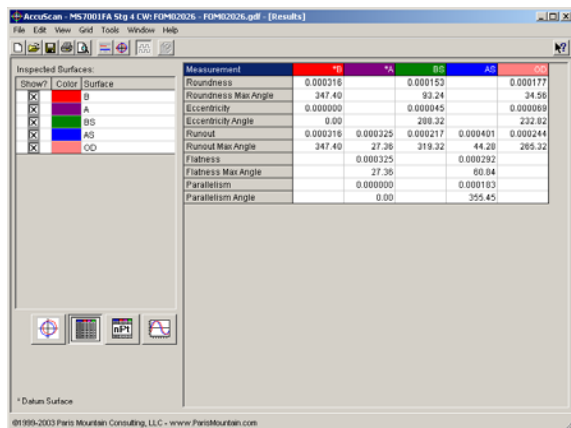 AccuScan - M57001FA Stg 4 CW: FOM02026 - FOM02026.gdf - [Results]
File Edit View Grid Tools Window Help
Inspected Surfaces:
Show? Color Surface
B
A
BS
AS
OD
nPt
* Datum Surface
Measurement *B *A BS AS OD
Roundness 0.000316 0.000153 0.000177
Roundness Max Angle 347.40 93.24 34.56
Eccentricity 0.000000 0.000045 0.000069
Eccentricity Angle 0.00 208.32 232.02
Runout 0.000316 0.000325 0.000217 0.000401 0.000244
Runout Max Angle 347.40 27.36 319.32 44.28 265.32
Flatness 0.000325 0.000292
Flatness Max Angle 27.36 60.84
Parallelism 0.000000 0.000183
Parallelism Angle 0.00 355.45
©1999-2003 Paris Mountain Consulting, LLC - www.ParisMountain.com